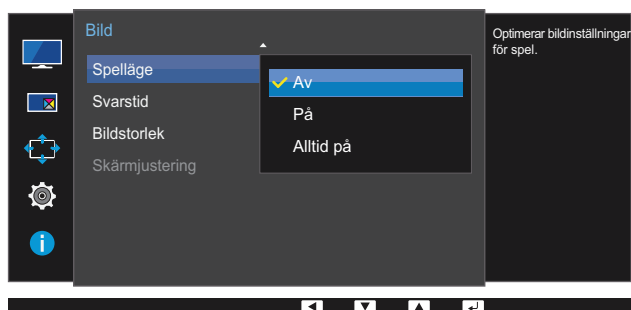 Bild
Spelläge
Svarstid
Bildstorlek
Skärmjustering
Av
På
Alltid på
Optimerar bildinställningar
för spel.